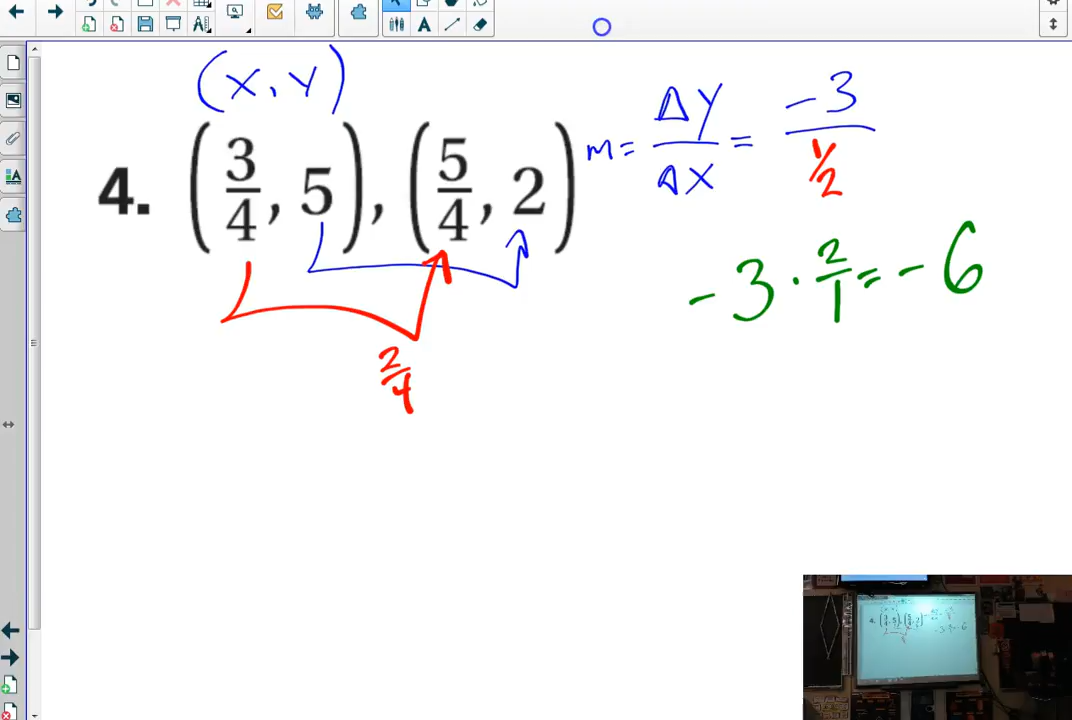 (x, y)
4. (3/4, 5), (5/4, 2)
m = Δy/Δx = -3/(1/2)
-3 · 2/1 = -6
2/4